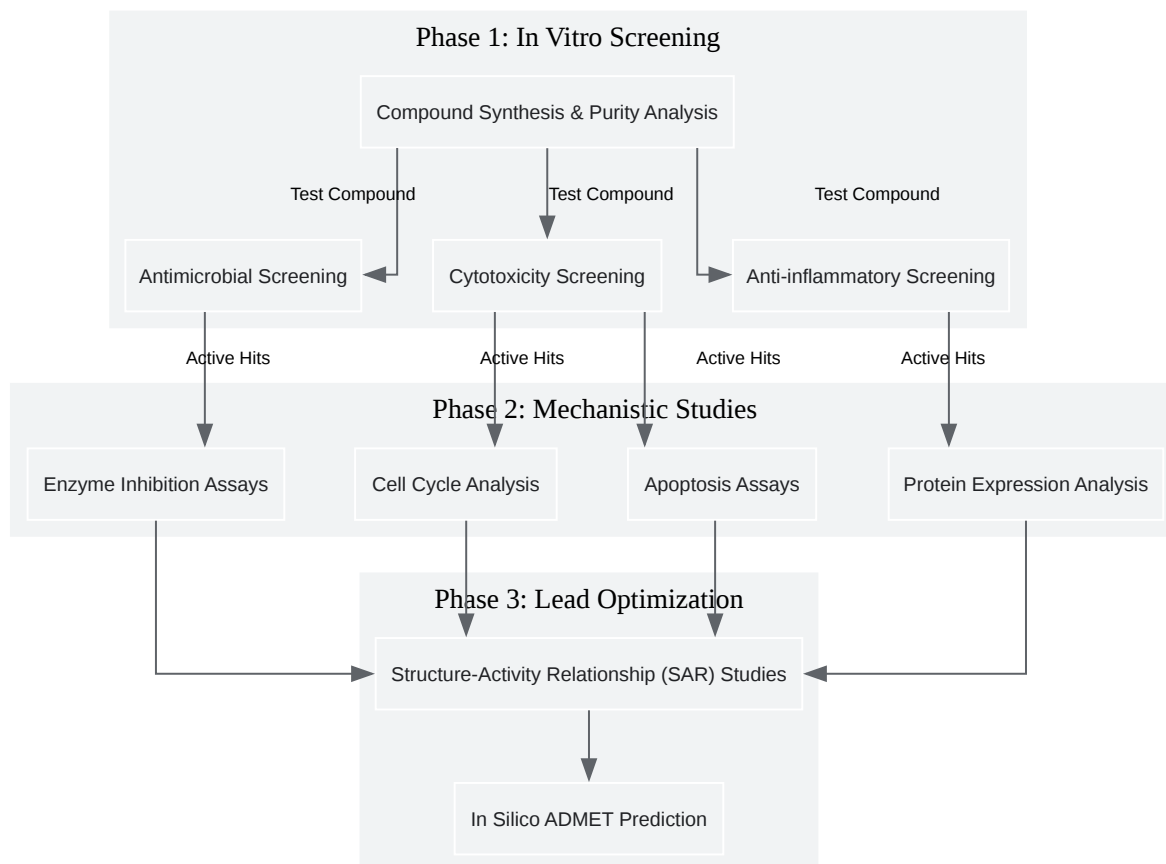 Phase 1: In Vitro Screening
Compound Synthesis & Purity Analysis
Test Compound
Test Compound
Test Compound
Antimicrobial Screening
Cytotoxicity Screening
Anti-inflammatory Screening
Active Hits
Active Hits
Active Hits
Active Hits
Phase 2: Mechanistic Studies
Enzyme Inhibition Assays
Cell Cycle Analysis
Apoptosis Assays
Protein Expression Analysis
Phase 3: Lead Optimization
Structure-Activity Relationship (SAR) Studies
In Silico ADMET Prediction